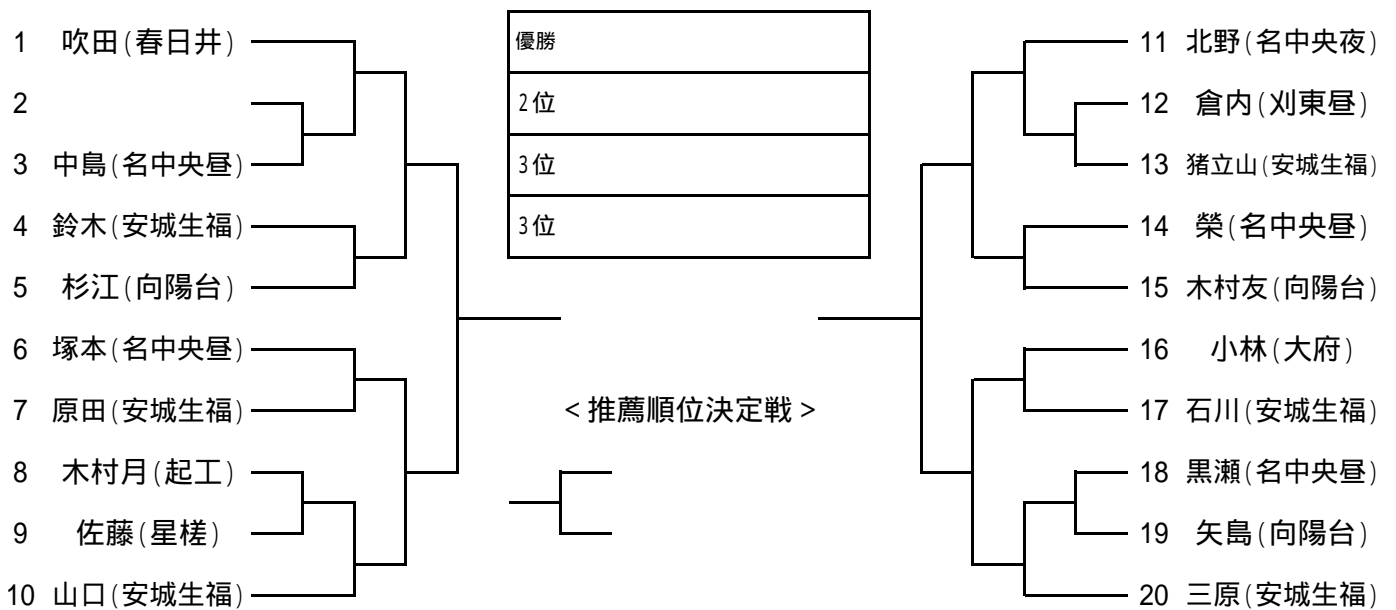 1 吹田(春日井)
2
3 中島(名中央昼)
4 鈴木(安城生福)
5 杉江(向陽台)
6 塚本(名中央昼)
7 原田(安城生福)
8 木村月(起工)
9 佐藤(星槎)
10 山口(安城生福)
優勝
2位
3位
3位
<推薦順位決定戦>
11 北野(名中央夜)
12 倉内(刈東昼)
13 猪立山(安城生福)
14 榮(名中央昼)
15 木村友(向陽台)
16 小林(大府)
17 石川(安城生福)
18 黒瀬(名中央昼)
19 矢島(向陽台)
20 三原(安城生福)